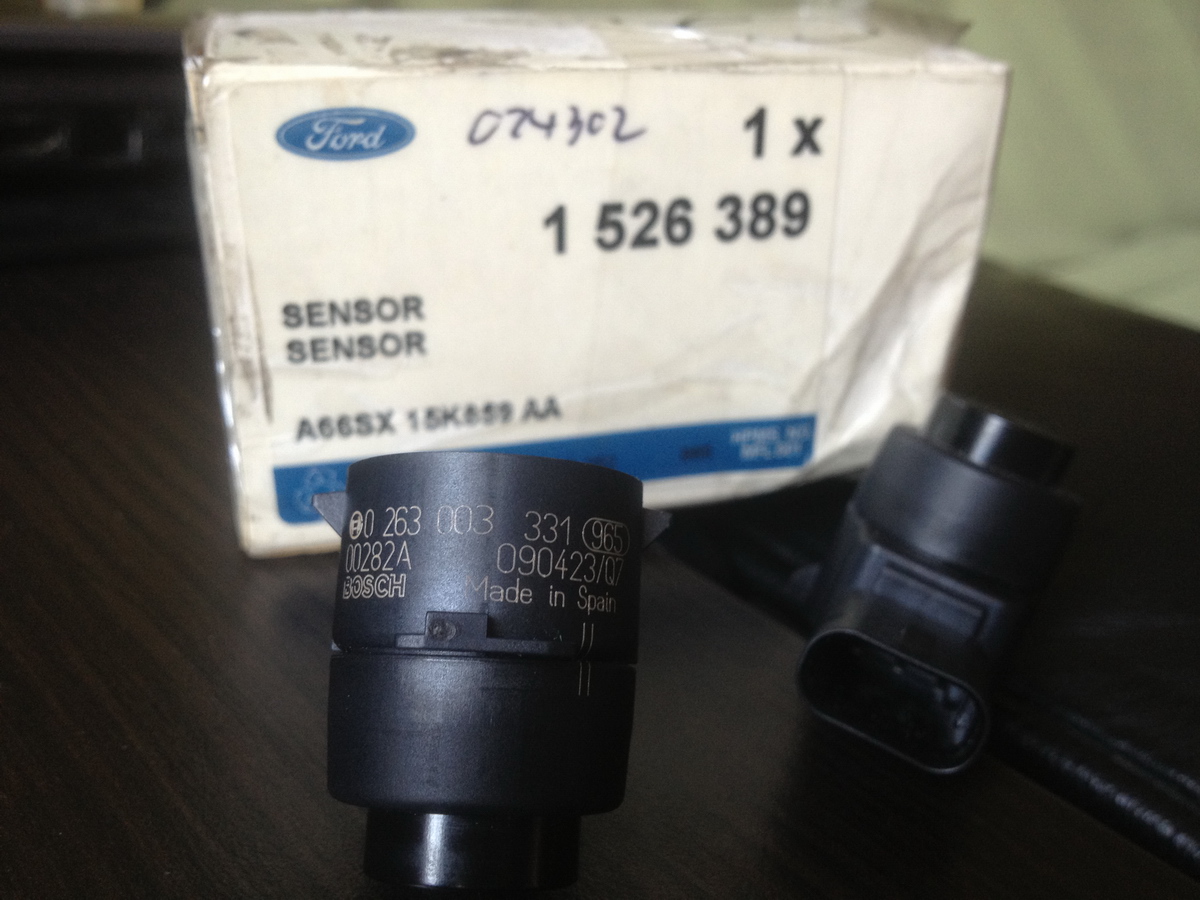 Ford
074302
1 x
1 526 389
SENSOR
SENSOR
A66SX 15K859 AA
0 263 003 331 965
00282A 090423/Q7
BOSCH Made in Spain